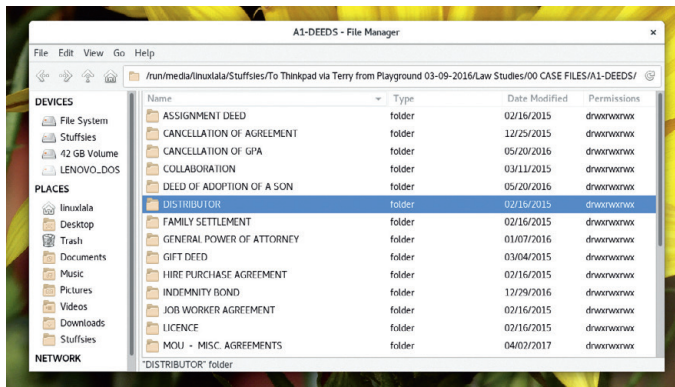 A1-DEEDS - File Manager
File Edit View Go Help
/run/media/linuxlala/Stuffsies/To Thinkpad via Terry from Playground 03-09-2016/Law Studies/00 CASE FILES/A1-DEEDS/
DEVICES
File System
Stuffsies
42 GB Volume
LENOVO_DOS
PLACES
linuxlala
Desktop
Trash
Documents
Music
Pictures
Videos
Downloads
Stuffsies
NETWORK
Name Type Date Modified Permissions
ASSIGNMENT DEED folder 02/16/2015 drwxrwxrwx
CANCELLATION OF AGREEMENT folder 12/25/2015 drwxrwxrwx
CANCELLATION OF GPA folder 05/20/2016 drwxrwxrwx
COLLABORATION folder 03/11/2015 drwxrwxrwx
DEED OF ADOPTION OF A SON folder 05/20/2016 drwxrwxrwx
DISTRIBUTOR folder 02/16/2015 drwxrwxrwx
FAMILY SETTLEMENT folder 02/16/2015 drwxrwxrwx
GENERAL POWER OF ATTORNEY folder 01/07/2016 drwxrwxrwx
GIFT DEED folder 03/04/2015 drwxrwxrwx
HIRE PURCHASE AGREEMENT folder 02/16/2015 drwxrwxrwx
INDEMNITY BOND folder 12/29/2016 drwxrwxrwx
JOB WORKER AGREEMENT folder 02/16/2015 drwxrwxrwx
LICENCE folder 02/16/2015 drwxrwxrwx
MOU - MISC. AGREEMENTS folder 04/02/2017 drwxrwxrwx
"DISTRIBUTOR" folder